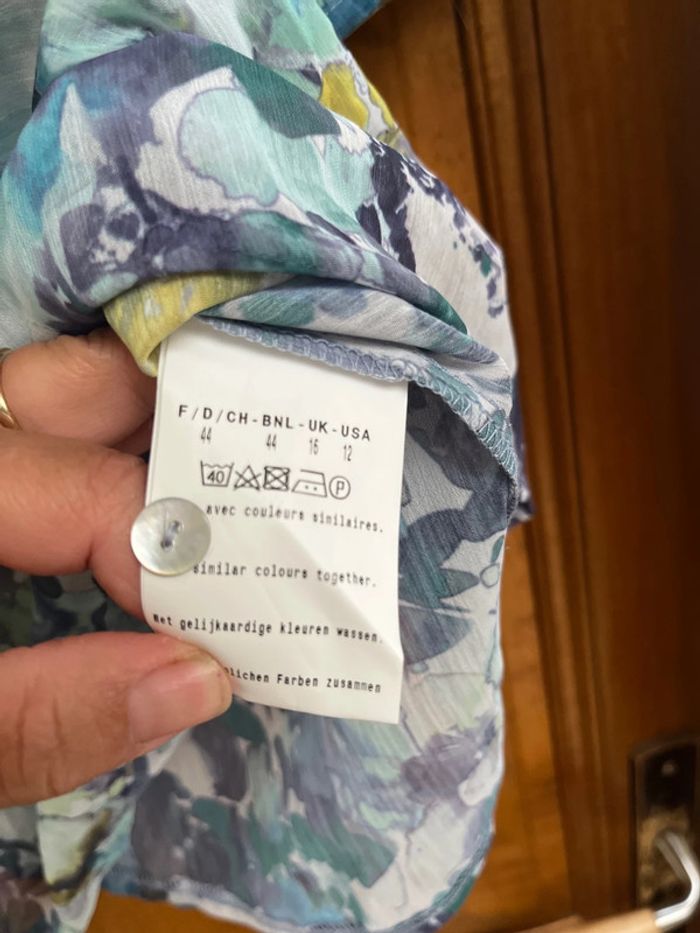 F/D/CH-BNL-UK-USA
44 44 16 12
40 P
avec couleurs similaires.
similar colours together.
Met gelijkaardige kleuren wassen.
lichen Farben zusammen